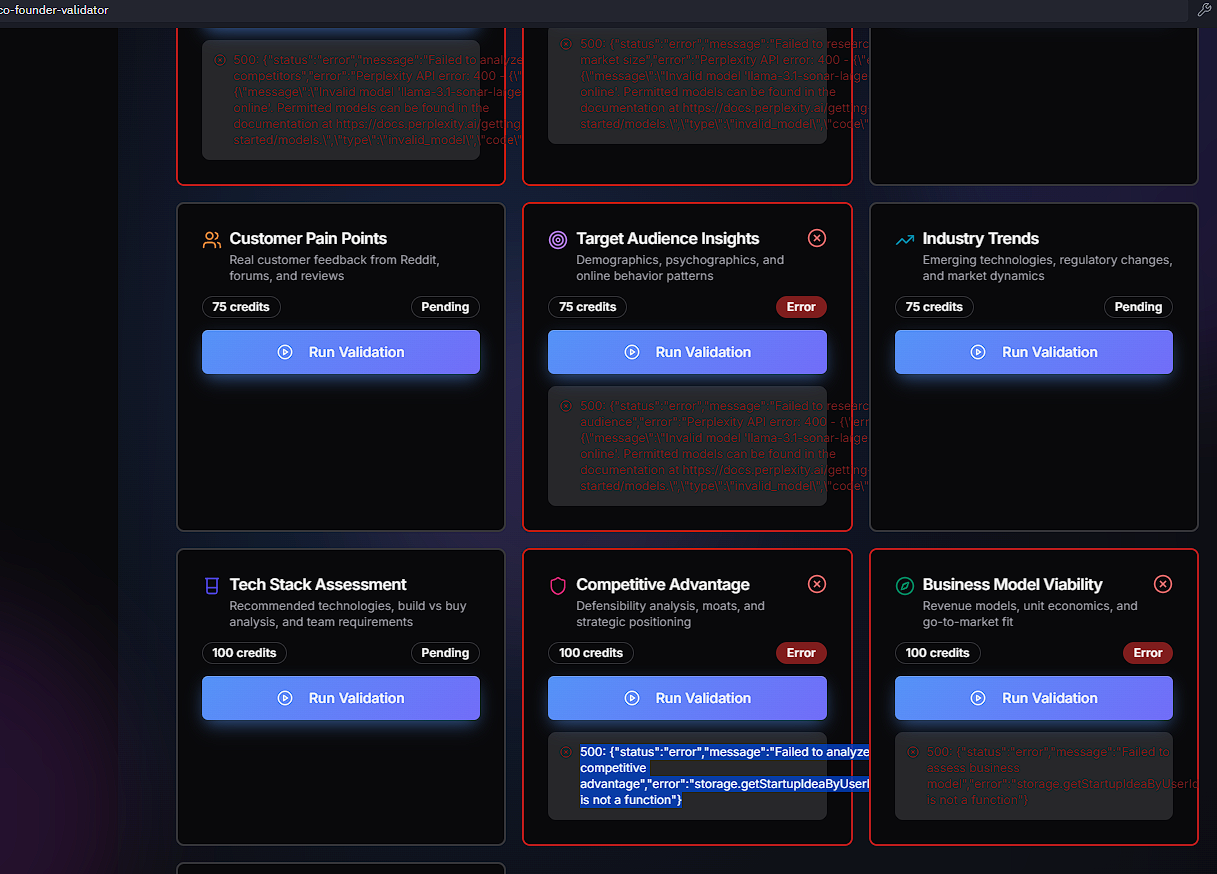 co-founder-validator
500: {"status":"error","message":"Failed to analyze
competitors","error":"Perplexity API error: 400 - {\"
{\"message\":\"Invalid model 'llama-3.1-sonar-large
online'. Permitted models can be found in the
documentation at https://docs.perplexity.ai/getting
started/models.\",\"type\":\"invalid_model\",\"code\"
500: {"status":"error","message":"Failed to researc
market size","error":"Perplexity API error: 400 - {\"e
{\"message\":\"Invalid model 'llama-3.1-sonar-large
online'. Permitted models can be found in the
documentation at https://docs.perplexity.ai/getting-
started/models.\",\"type\":\"invalid_model\",\"code\"
Customer Pain Points
Real customer feedback from Reddit,
forums, and reviews
75 credits
Pending
Run Validation
Target Audience Insights
Demographics, psychographics, and
online behavior patterns
75 credits
Error
Run Validation
500: {"status":"error","message":"Failed to researc
audience","error":"Perplexity API error: 400 - {\"err
{\"message\":\"Invalid model 'llama-3.1-sonar-large
online'. Permitted models can be found in the
documentation at https://docs.perplexity.ai/getting-
started/models.\",\"type\":\"invalid_model\",\"code\"
Industry Trends
Emerging technologies, regulatory changes,
and market dynamics
75 credits
Pending
Run Validation
Tech Stack Assessment
Recommended technologies, build vs buy
analysis, and team requirements
100 credits
Pending
Run Validation
Competitive Advantage
Defensibility analysis, moats, and
strategic positioning
100 credits
Error
Run Validation
500: {"status":"error","message":"Failed to analyze
competitive
advantage","error":"storage.getStartupIdeaByUserI
is not a function"}
Business Model Viability
Revenue models, unit economics, and
go-to-market fit
100 credits
Error
Run Validation
500: {"status":"error","message":"Failed to
assess business
model","error":"storage.getStartupIdeaByUserId
is not a function"}